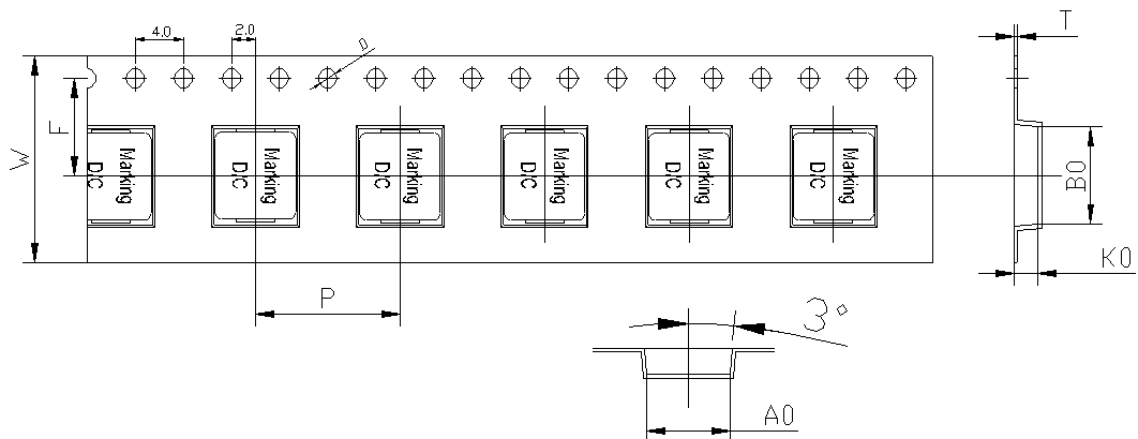 4.0
2.0
D
T
F
W
Marking
D/C
Marking
D/C
Marking
D/C
Marking
D/C
Marking
D/C
Marking
D/C
B0
K0
P
3°
A0